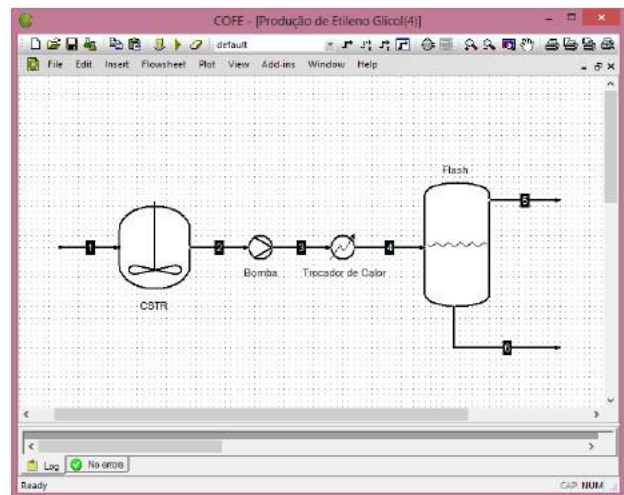 COFE - [Produção de Etileno Glicol(4)]
default
File Edit Insert Flowsheet Plot View Add-ins Window Help
Flash
5
1
2
3
4
Bomba
Trocador de Calor
CSTR
6
Log
No errors
Ready
CAP NUM